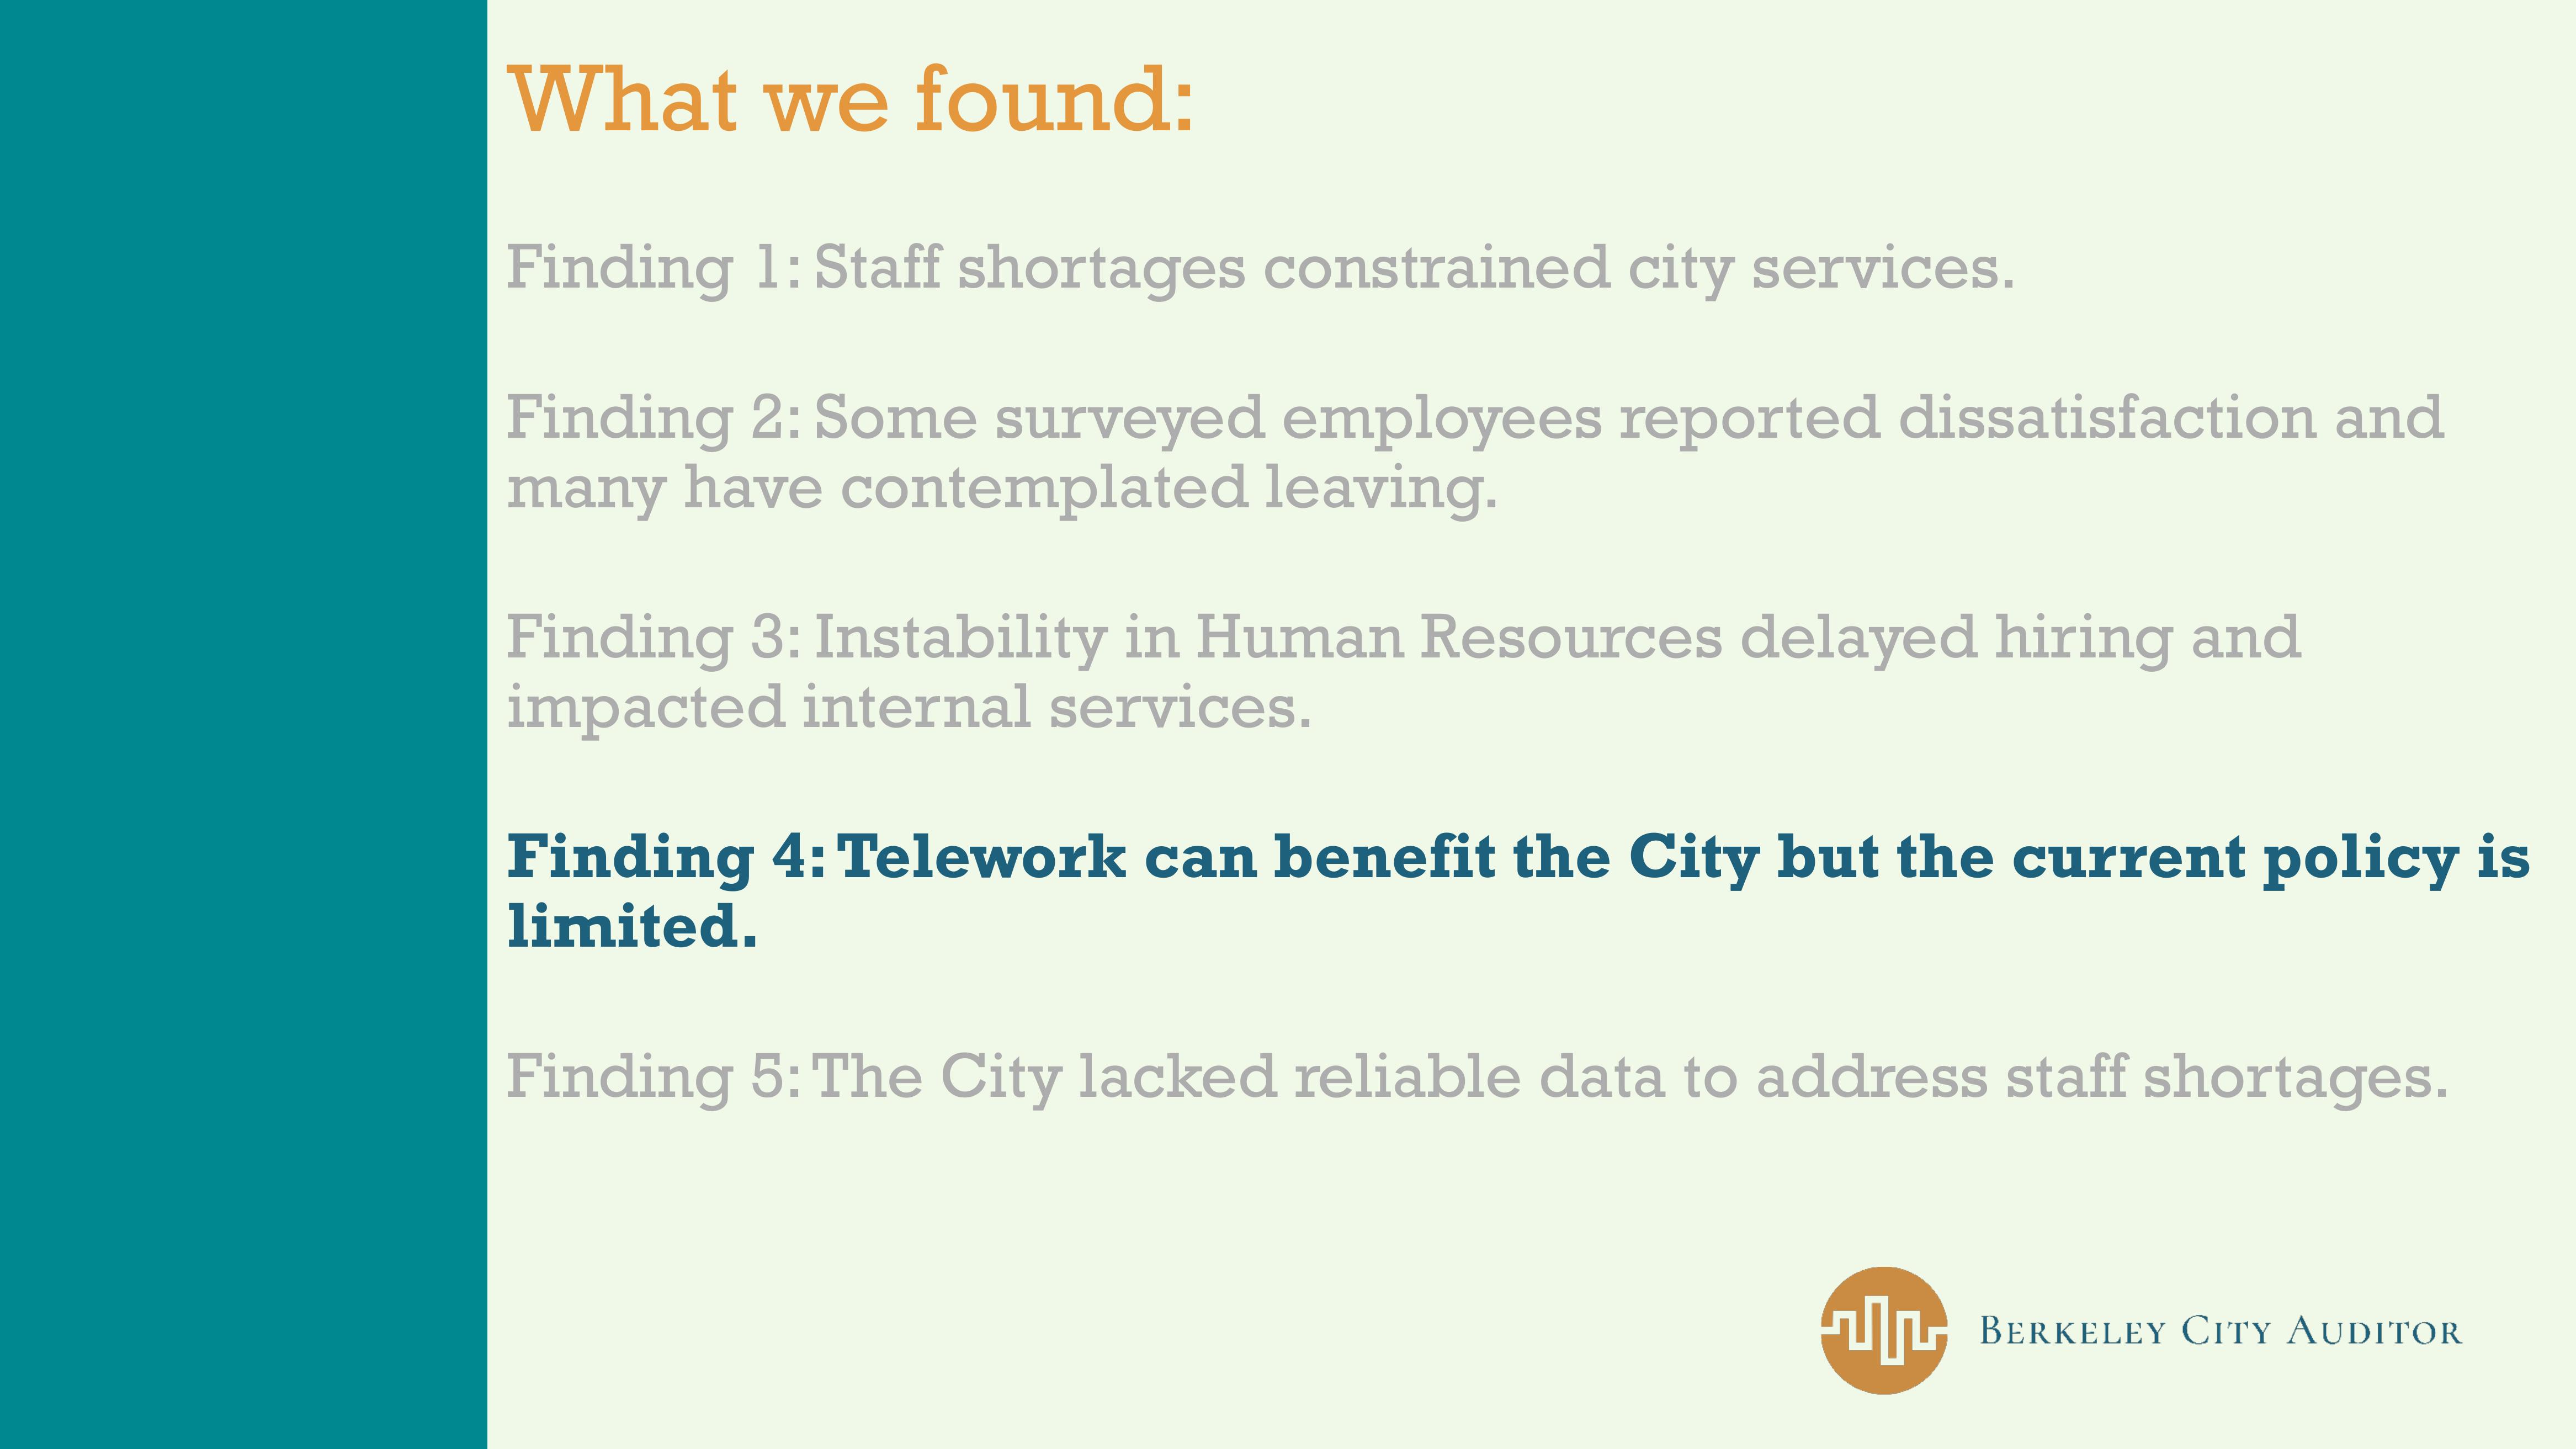 What we found:
Finding 1: Staff shortages constrained city services.
Finding 2: Some surveyed employees reported dissatisfaction and
many have contemplated leaving.
Finding 3: Instability in Human Resources delayed hiring and
impacted internal services.
Finding 4: Telework can benefit the City but the current policy is
limited.
Finding 5: The City lacked reliable data to address staff shortages.
BERKELEY CITY AUDITOR